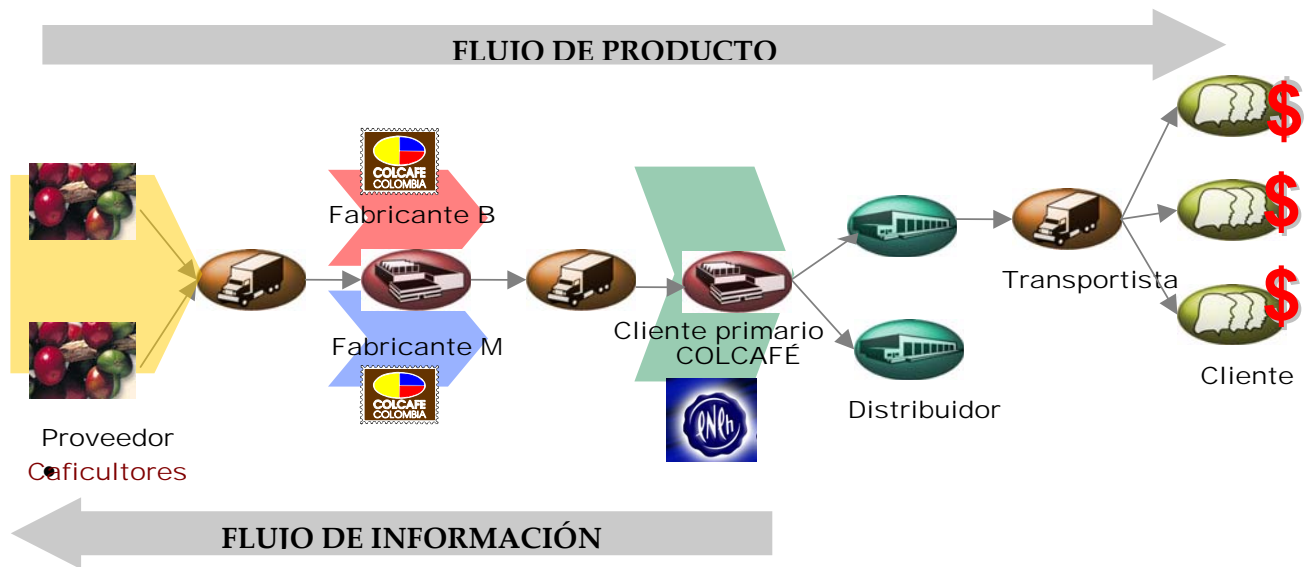 FLUJO DE PRODUCTO
COLCAFE
COLOMBIA
Fabricante B
Fabricante M
COLCAFE
COLOMBIA
Cliente primario
COLCAFÉ
Transportista
Distribuidor
Cliente
$
$
$
Proveedor
Caficultores
FLUJO DE INFORMACIÓN